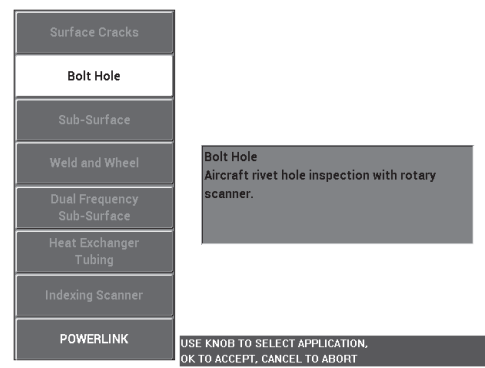 Surface Cracks
Bolt Hole
Sub-Surface
Weld and Wheel
Dual Frequency
Sub-Surface
Heat Exchanger
Tubing
Indexing Scanner
POWERLINK
Bolt Hole
Aircraft rivet hole inspection with rotary
scanner.
USE KNOB TO SELECT APPLICATION,
OK TO ACCEPT, CANCEL TO ABORT